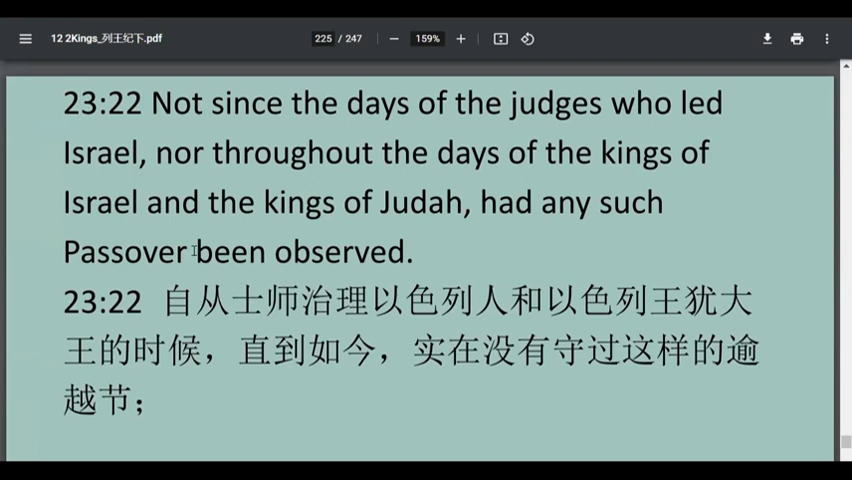 12 2Kings_列王纪下.pdf
225 / 247
159%
23:22 Not since the days of the judges who led
Israel, nor throughout the days of the kings of
Israel and the kings of Judah, had any such
Passover been observed.
23:22 自从士师治理以色列人和以色列王犹大
王的时候，直到如今，实在没有守过这样的逾
越节；